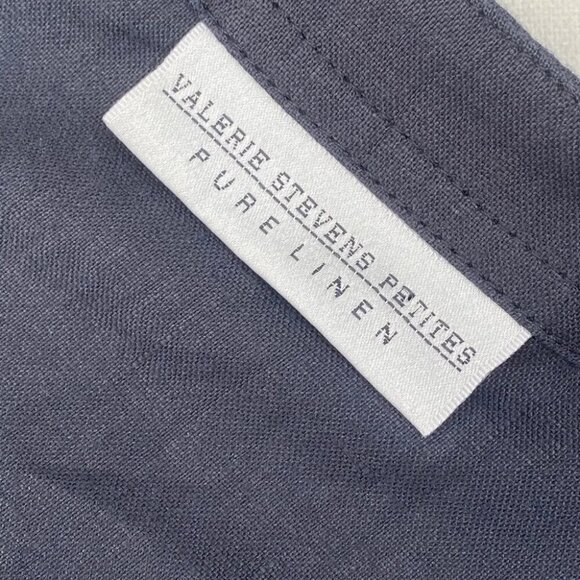 VALERIE STEVENS PETITES
PURE LINEN